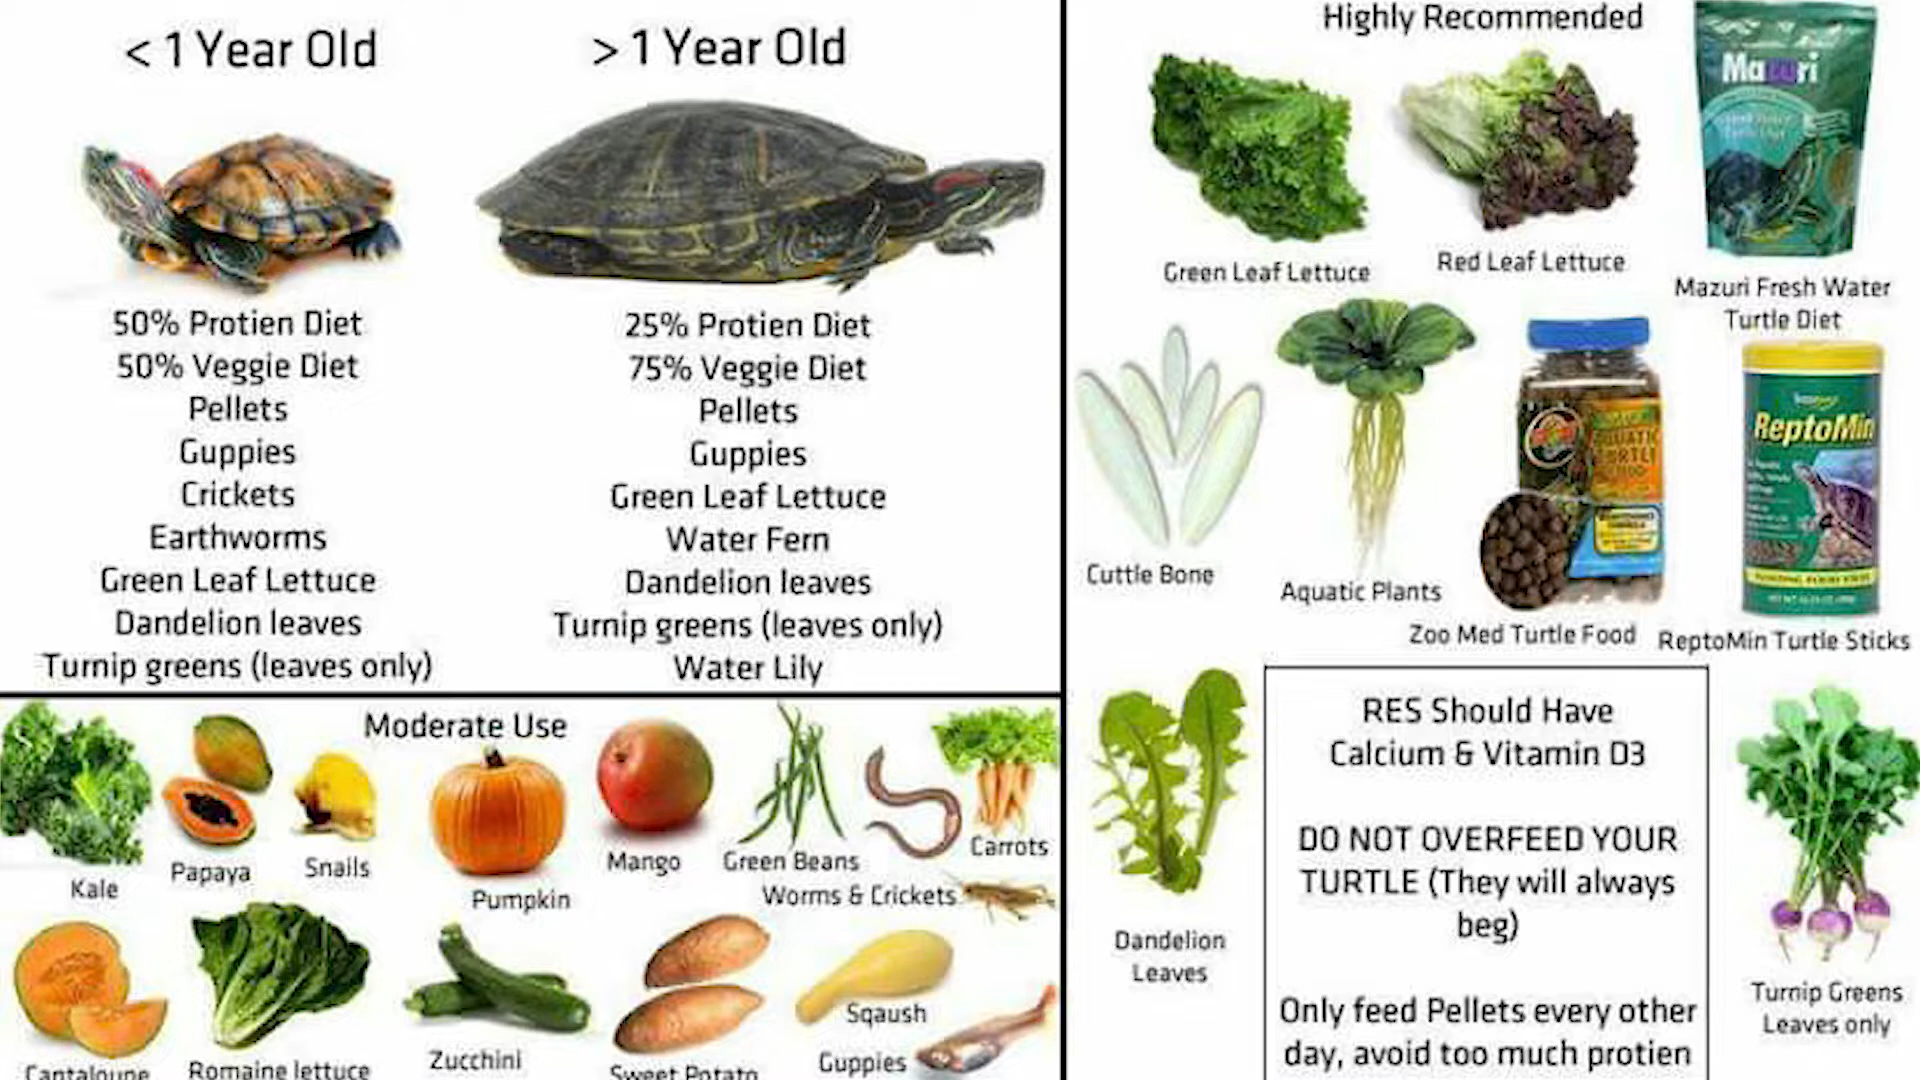 < 1 Year Old
50% Protien Diet
50% Veggie Diet
Pellets
Guppies
Crickets
Earthworms
Green Leaf Lettuce
Dandelion leaves
Turnip greens (leaves only)
> 1 Year Old
25% Protien Diet
75% Veggie Diet
Pellets
Guppies
Green Leaf Lettuce
Water Fern
Dandelion leaves
Turnip greens (leaves only)
Water Lily
Moderate Use
Kale
Papaya
Snails
Pumpkin
Mango
Green Beans
Carrots
Worms & Crickets
Cantaloupe
Romaine lettuce
Zucchini
Sweet Potato
Sqaush
Guppies
Highly Recommended
Green Leaf Lettuce
Red Leaf Lettuce
Mazuri
Mazuri Fresh Water
Turtle Diet
Cuttle Bone
Aquatic Plants
Zoo Med Turtle Food
ReptoMin
ReptoMin Turtle Sticks
Dandelion
Leaves
RES Should Have
Calcium & Vitamin D3
DO NOT OVERFEED YOUR
TURTLE (They will always
beg)
Only feed Pellets every other
day, avoid too much protien
Turnip Greens
Leaves only